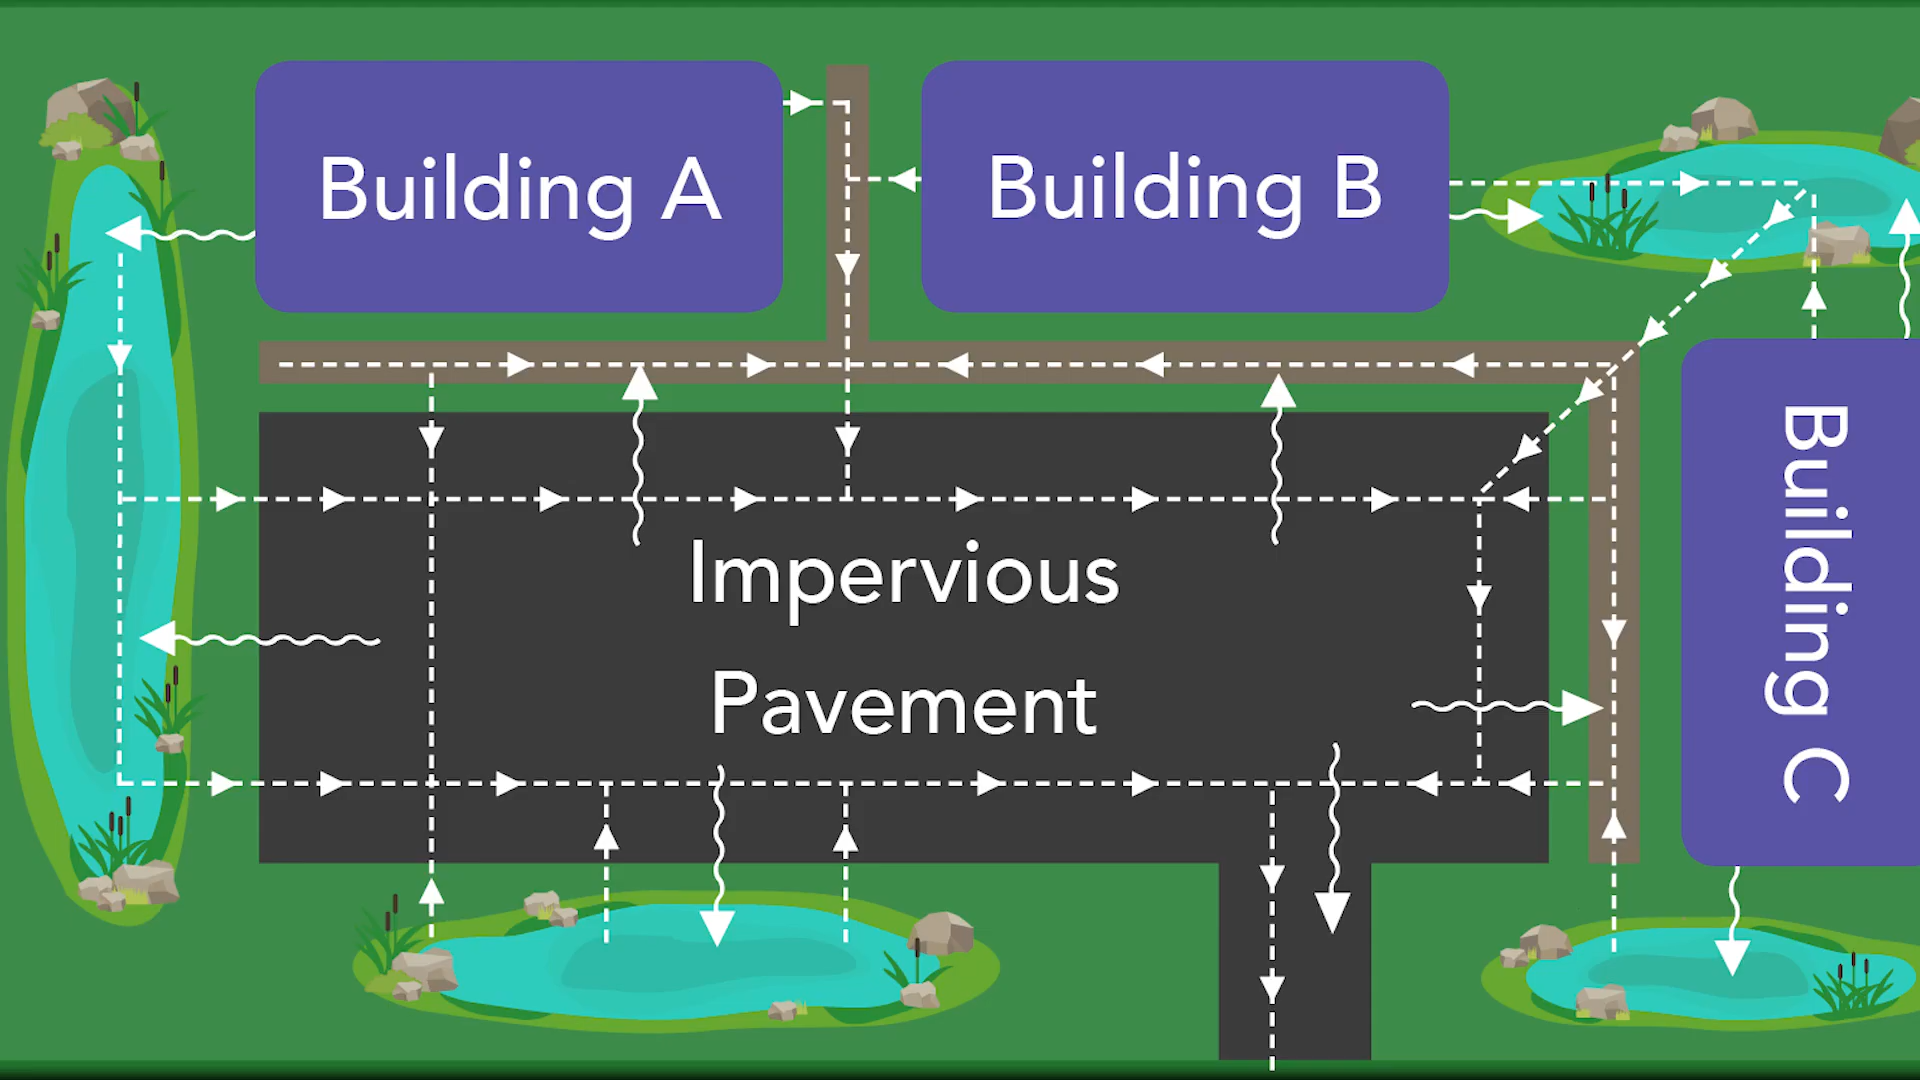 Building A
Building B
Impervious
Pavement
Building C